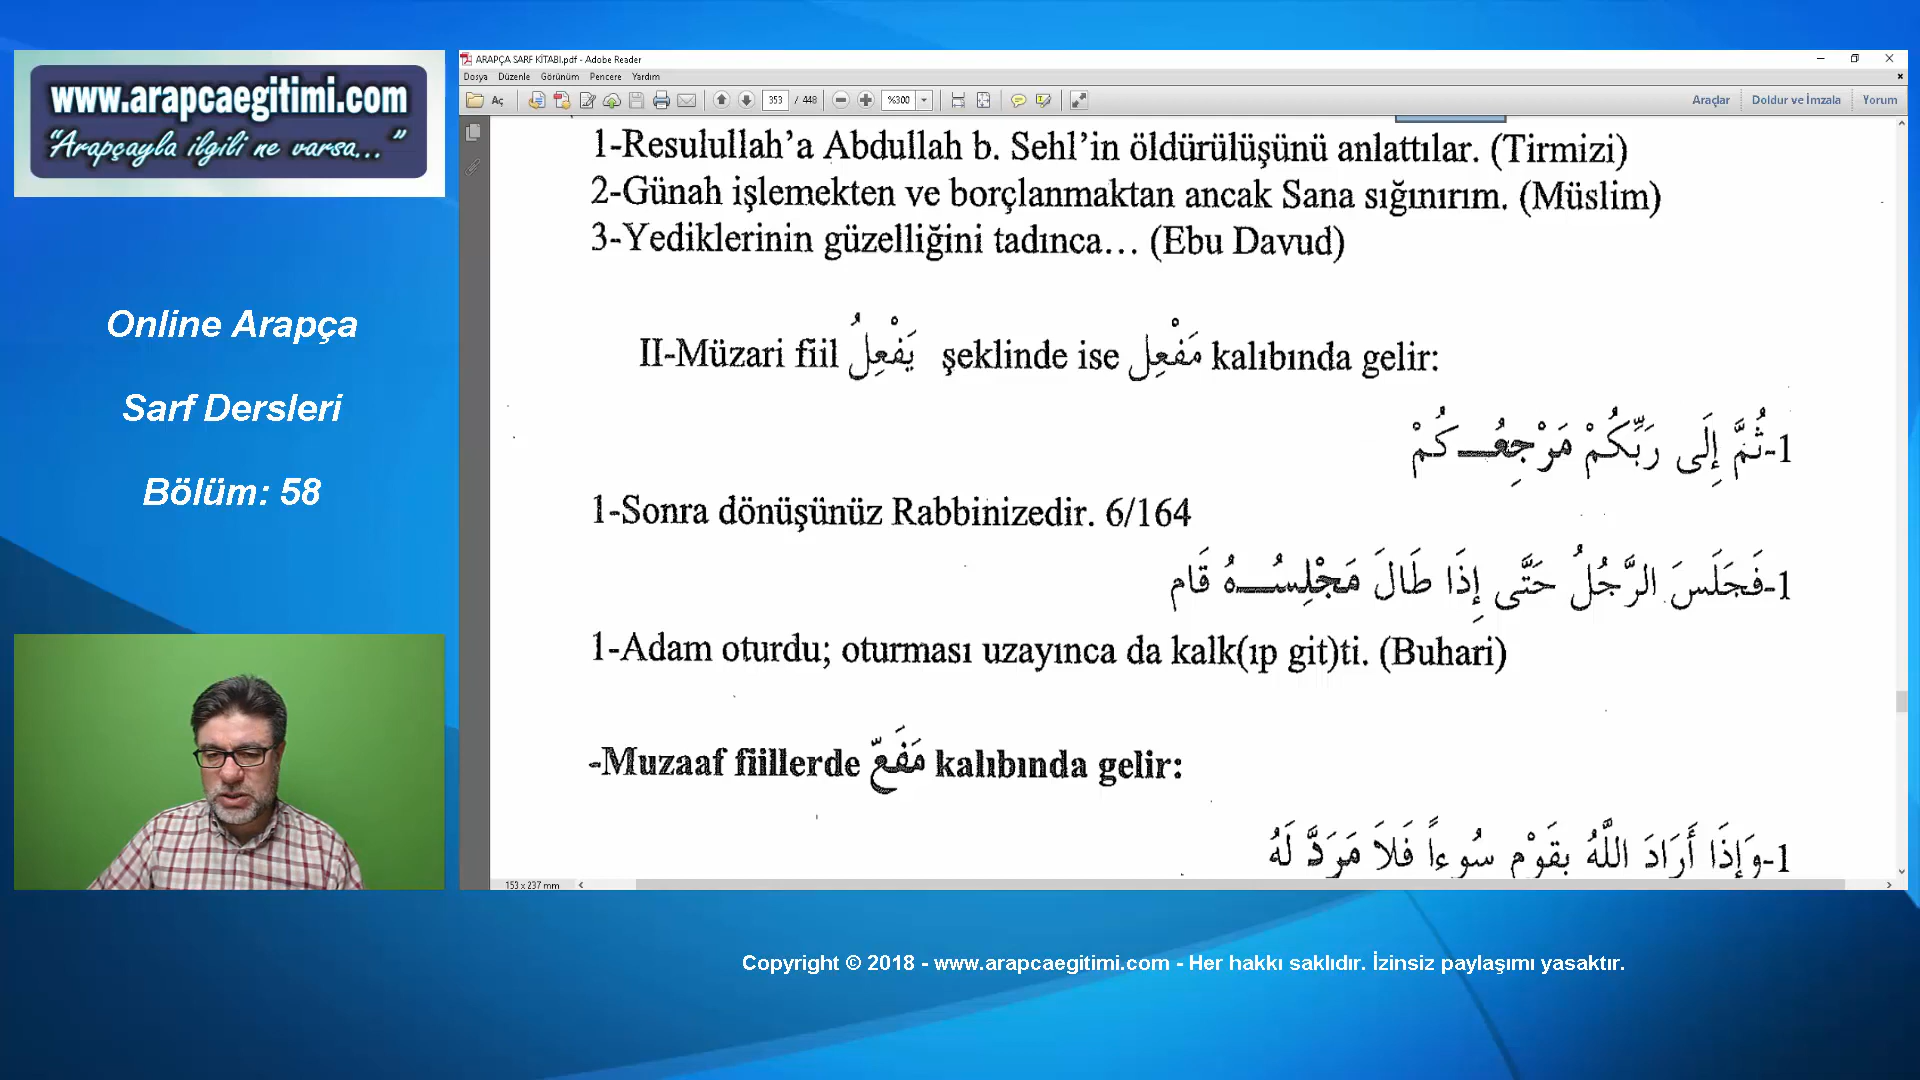 www.arapcaegitimi.com
“Arapçayla ilgili ne varsa...”
Online Arapça
Sarf Dersleri
Bölüm: 58
ARAPÇA SARF KİTABI.pdf - Adobe Reader
Dosya Düzenle Görünüm Pencere Yardım
Aç 353 / 448 %300 Araçlar Doldur ve İmzala Yorum
1-Resulullah’a Abdullah b. Sehl’in öldürülüşünü anlattılar. (Tirmizi)
2-Günah işlemekten ve borçlanmaktan ancak Sana sığınırım. (Müslim)
3-Yediklerinin güzelliğini tadınca… (Ebu Davud)
II-Müzari fiil يَفْعِلُ şeklinde ise مَفْعِل kalıbında gelir:
1-ثُمَّ إِلَى رَبِّكُمْ مَرْجِعُــكُمْ
1-Sonra dönüşünüz Rabbinizedir. 6/164
1-فَجَلَسَ الرَّجُلُ حَتَّى إِذَا طَالَ مَجْلِسُــهُ قَام
1-Adam oturdu; oturması uzayınca da kalk(ıp git)ti. (Buhari)
-Muzaaf fiillerde مَفَعّ kalıbında gelir:
1-وَإِذَا أَرَادَ اللَّهُ بِقَوْمٍ سُوءاً فَلاَ مَرَدَّ لَهُ
153 x 237 mm
Copyright © 2018 - www.arapcaegitimi.com - Her hakkı saklıdır. İzinsiz paylaşımı yasaktır.